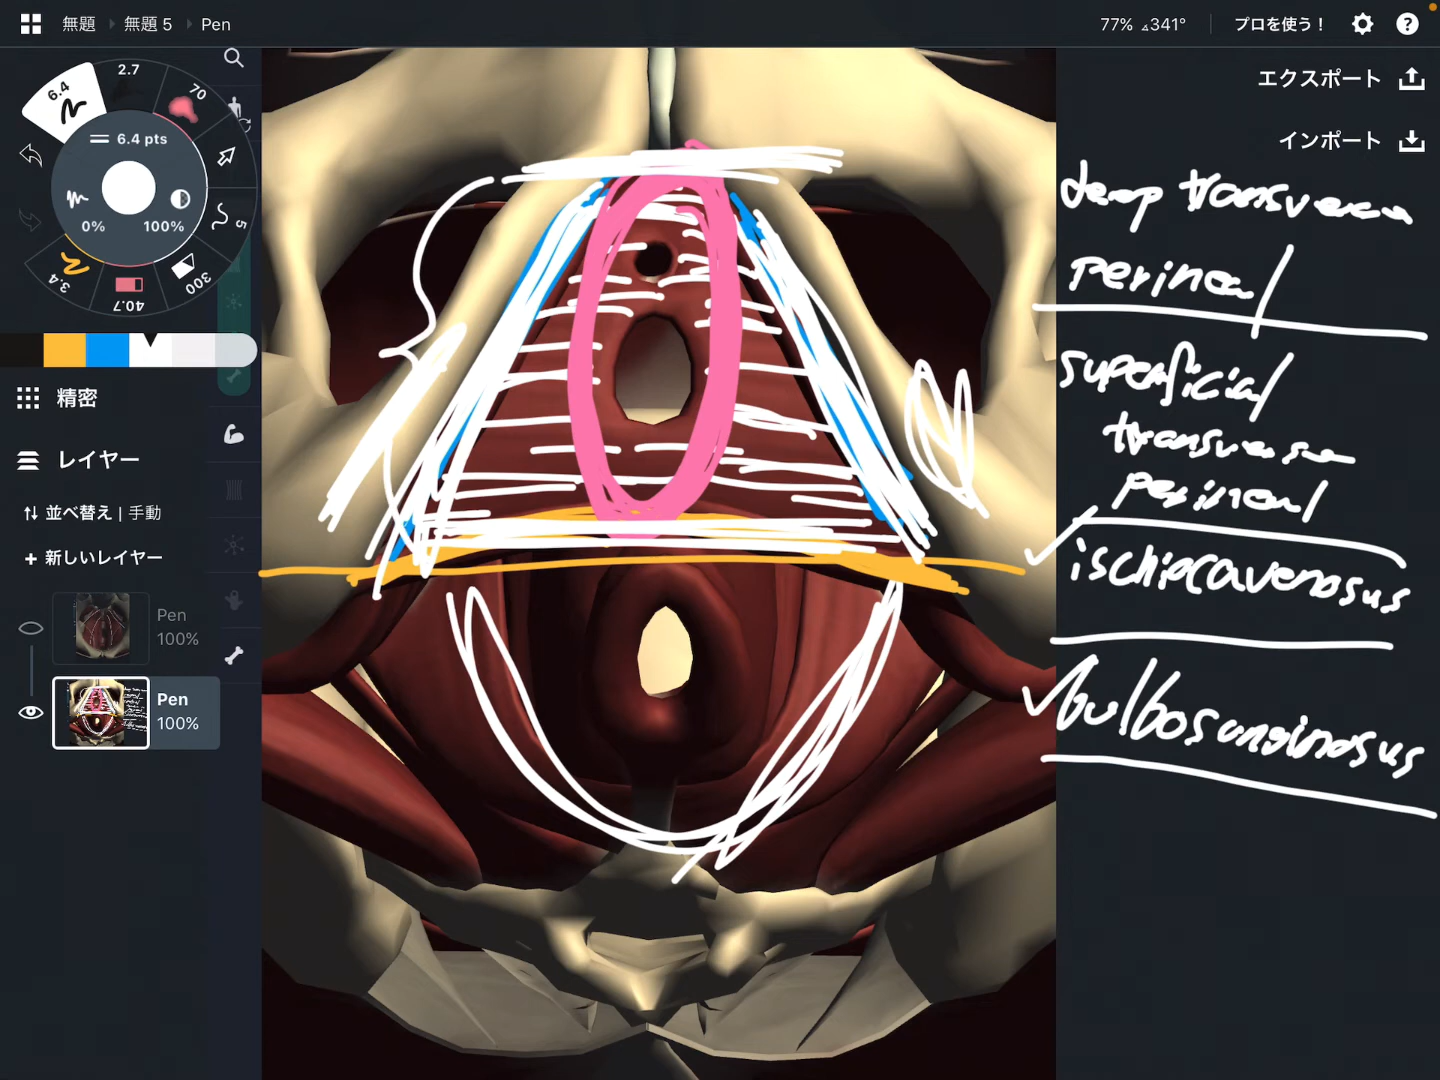 無題 無題 5 Pen 77% ⊿341° プロを使う！
エクスポート
インポート
6.4 2.7 70
6.4 pts
0% 100%
5
3.4 40.7 300
精密
レイヤー
並べ替え | 手動
+ 新しいレイヤー
Pen
100%
Pen
100%
deep transverse
perineal
superficial
transverse
perineal
ischiocavernosus
bulbospongiosus